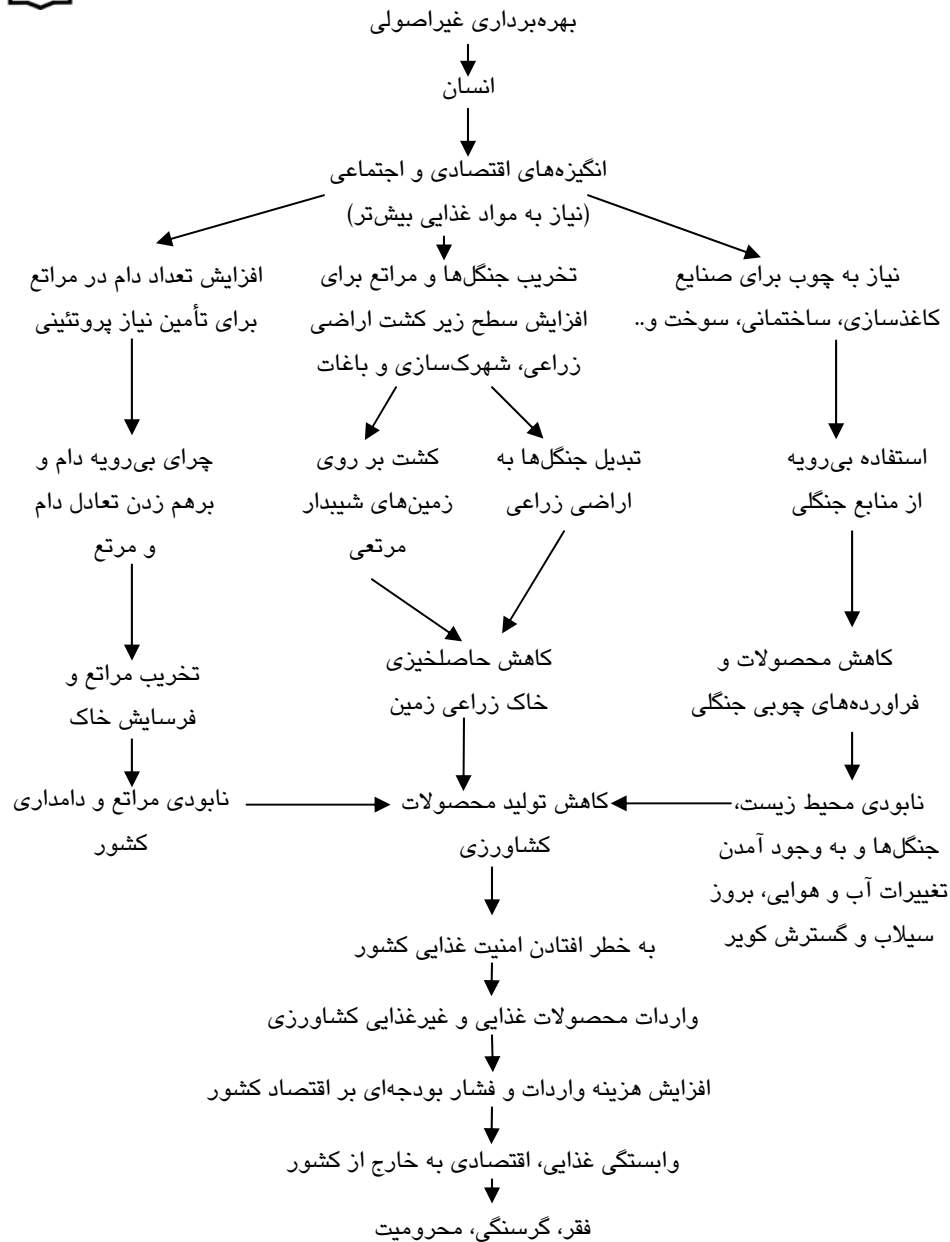 بهره‌برداری غیراصولی
انسان
انگیزه‌های اقتصادی و اجتماعی
(نیاز به مواد غذایی بیش‌تر)
نیاز به چوب برای صنایع
کاغذسازی، ساختمانی، سوخت و..
تخریب جنگل‌ها و مراتع برای
افزایش سطح زیر کشت اراضی
زراعی، شهرک‌سازی و باغات
افزایش تعداد دام در مراتع
برای تأمین نیاز پروتئینی
استفاده بی‌رویه
از منابع جنگلی
تبدیل جنگل‌ها به
اراضی زراعی
کشت بر روی
زمین‌های شیبدار
مرتعی
چرای بی‌رویه دام و
برهم زدن تعادل دام
و مرتع
کاهش محصولات و
فراورده‌های چوبی جنگلی
کاهش حاصلخیزی
خاک زراعی زمین
تخریب مراتع و
فرسایش خاک
نابودی محیط زیست،
جنگل‌ها و به وجود آمدن
تغییرات آب و هوایی، بروز
سیلاب و گسترش کویر
کاهش تولید محصولات
کشاورزی
نابودی مراتع و دامداری
کشور
به خطر افتادن امنیت غذایی کشور
واردات محصولات غذایی و غیرغذایی کشاورزی
افزایش هزینه واردات و فشار بودجه‌ای بر اقتصاد کشور
وابستگی غذایی، اقتصادی به خارج از کشور
فقر، گرسنگی، محرومیت